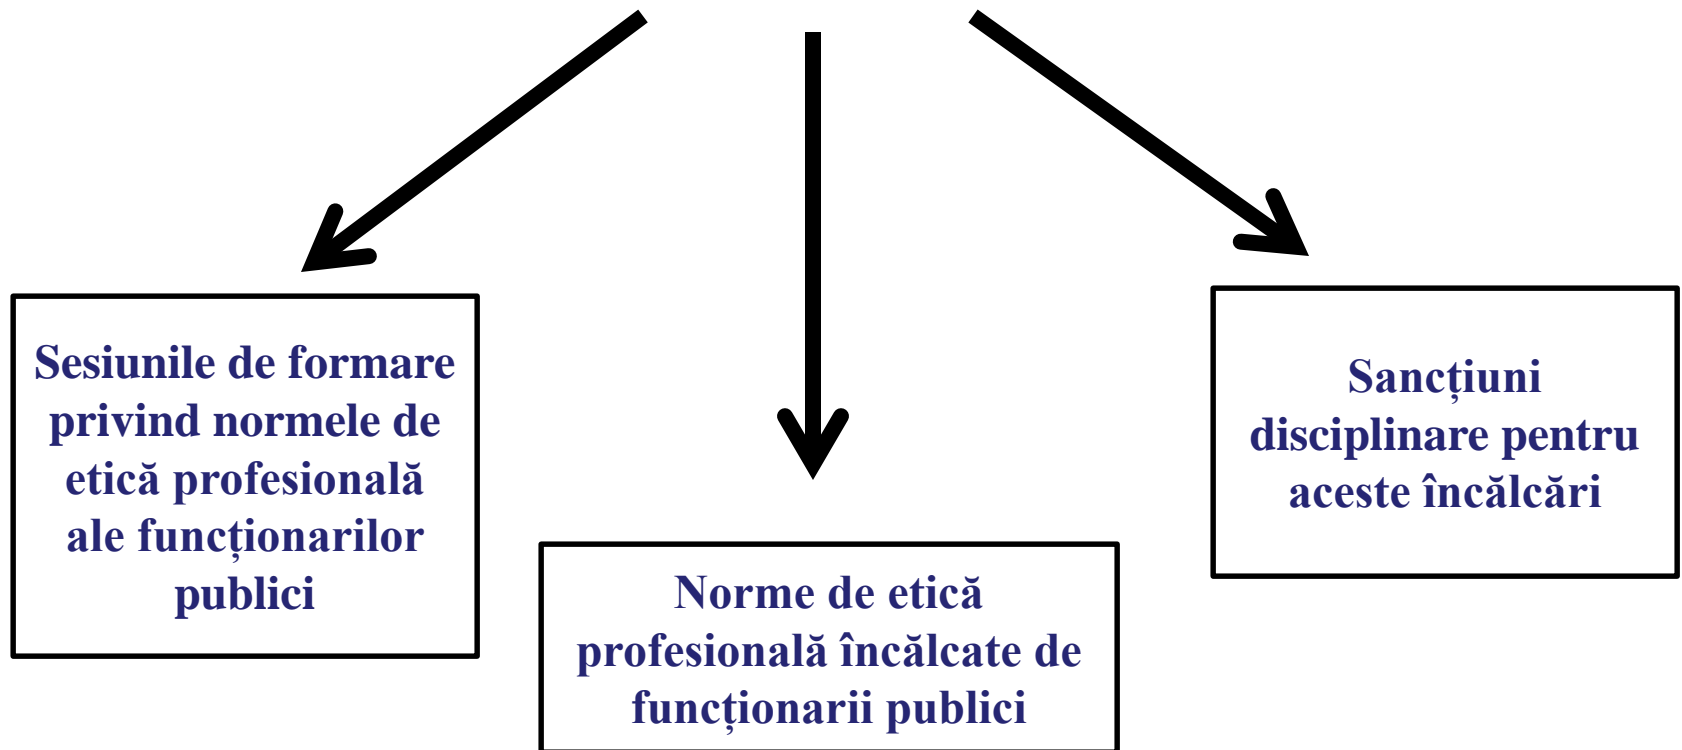 Sesiunile de formare
privind normele de
etică profesională
ale funcționarilor
publici
Norme de etică
profesională încălcate de
funcționarii publici
Sancțiuni
disciplinare pentru
aceste încălcări